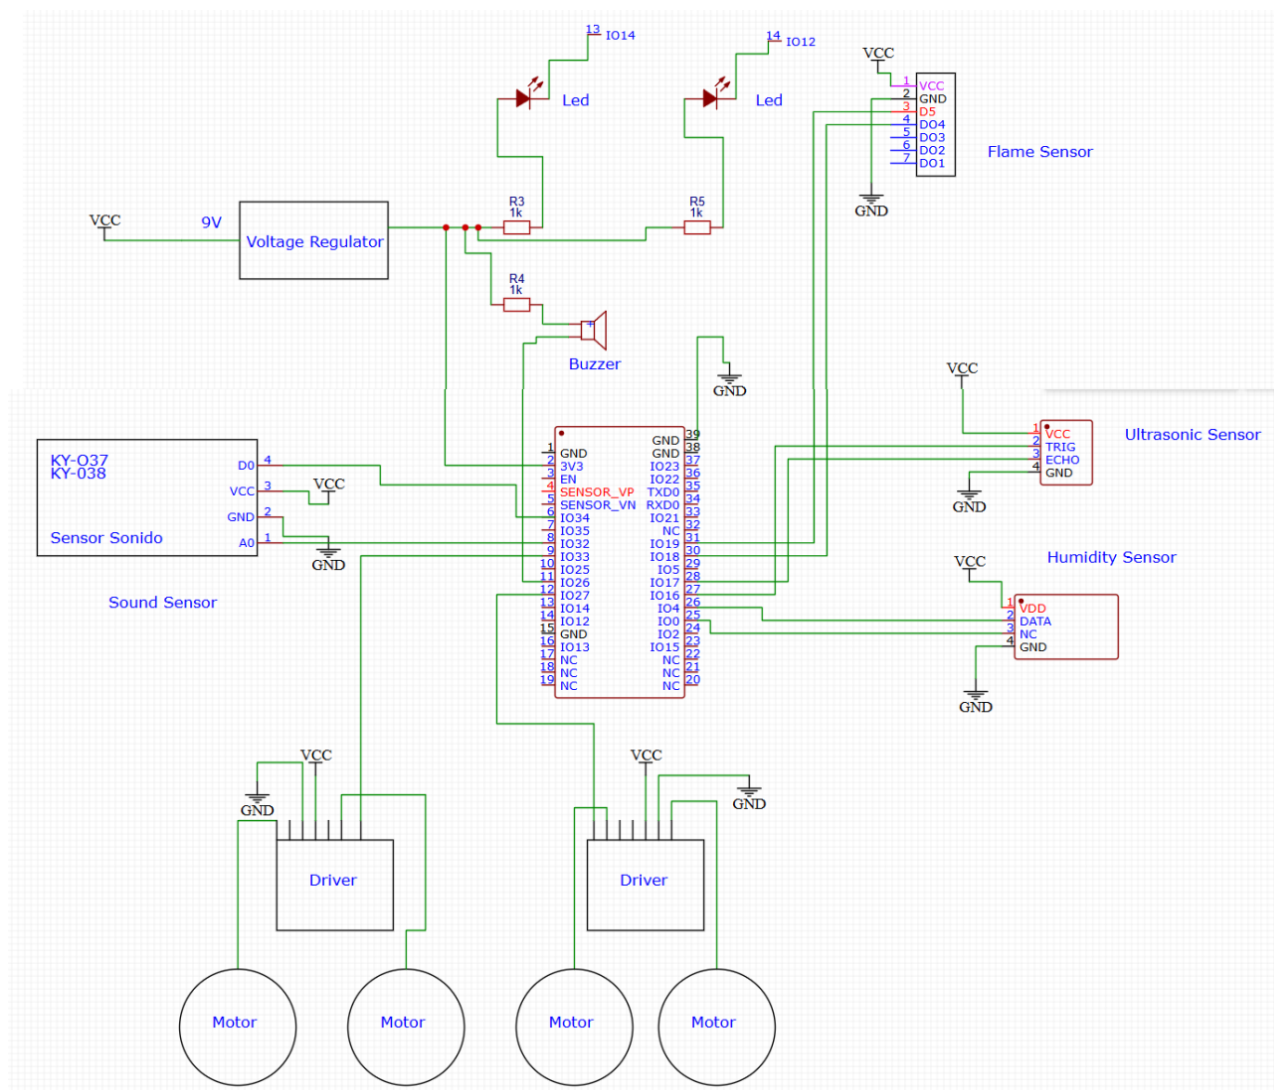 13 IO14
14 IO12
Led
Led
VCC
1 VCC
2 GND
3 D5
4 DO4
5 DO3
6 DO2
7 DO1
Flame Sensor
GND
VCC
9V
Voltage Regulator
R3
1k
R5
1k
R4
1k
+
Buzzer
GND
VCC
1 VCC
2 TRIG
3 ECHO
4 GND
Ultrasonic Sensor
GND
KY-037
KY-038
D0 4
VCC 3
GND 2
A0 1
Sensor Sonido
VCC
GND
Sound Sensor
1 GND
2 3V3
3 EN
4 SENSOR_VP
5 SENSOR_VN
6 IO34
7 IO35
8 IO32
9 IO33
10 IO25
11 IO26
12 IO27
13 IO14
14 IO12
15 GND
16 IO13
17 NC
18 NC
19 NC
GND 39
GND 38
IO23 37
IO22 36
TXD0 35
RXD0 34
IO21 33
NC 32
IO19 31
IO18 30
IO5 29
IO17 28
IO16 27
IO4 26
IO0 25
IO2 24
IO15 23
NC 22
NC 21
NC 20
Humidity Sensor
VCC
1 VDD
2 DATA
3 NC
4 GND
GND
VCC
GND
Driver
VCC
GND
Driver
Motor
Motor
Motor
Motor